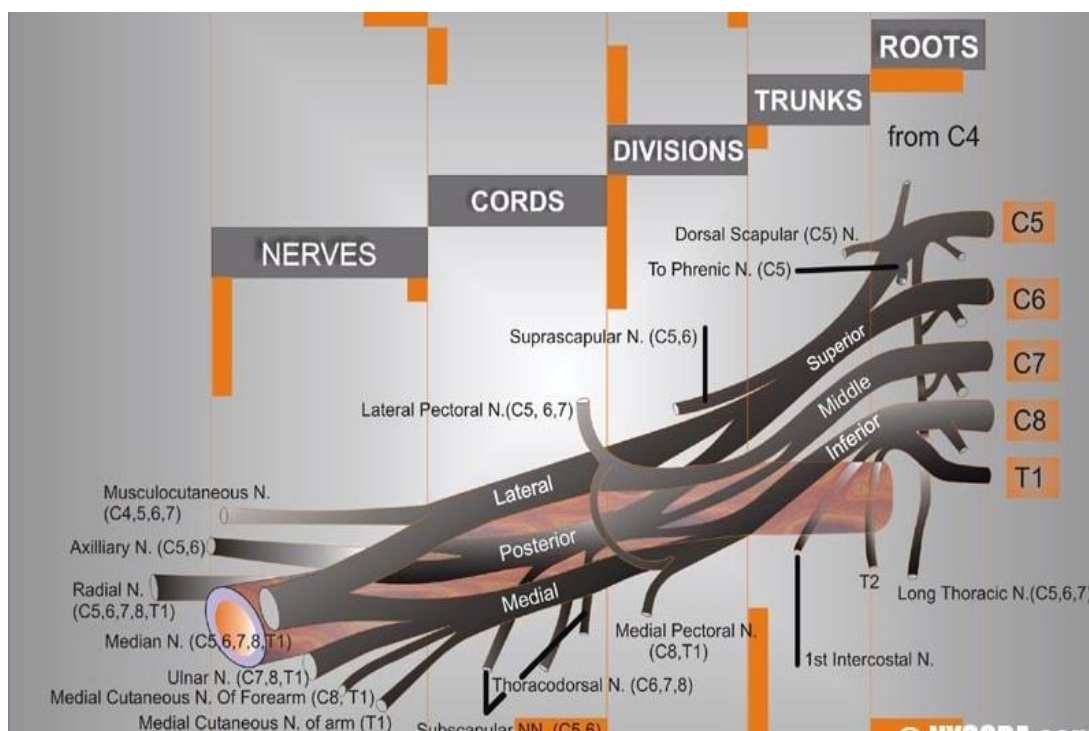 ROOTS
TRUNKS
from C4
DIVISIONS
CORDS
NERVES
C5
Dorsal Scapular (C5) N.
To Phrenic N. (C5)
C6
Suprascapular N. (C5,6)
Superior
C7
Middle
Lateral Pectoral N.(C5, 6,7)
C8
Inferior
T1
Lateral
Musculocutaneous N.
(C4,5,6,7)
Posterior
Axilliary N. (C5,6)
Medial
T2
Long Thoracic N.(C5,6,7)
Radial N.
(C5,6,7,8,T1)
Median N. (C5,6,7,8,T1)
Medial Pectoral N.
(C8,T1)
1st Intercostal N.
Ulnar N. (C7,8,T1)
Thoracodorsal N. (C6,7,8)
Medial Cutaneous N. Of Forearm (C8, T1)
Medial Cutaneous N. of arm (T1)
Subscapular NN. (C5,6)